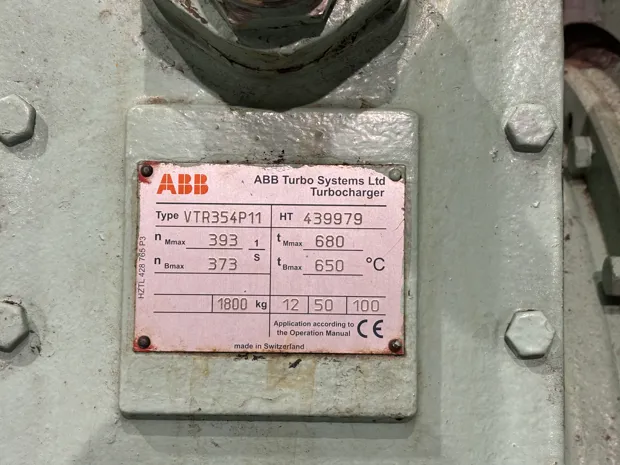 ABB
ABB Turbo Systems Ltd
Turbocharger
Type VTR354P11 HT 439979
n Mmax 393 1/s t Mmax 680
n Bmax 373 t Bmax 650 °C
1800 kg 12 50 100
Application according to
the Operation Manual CE
made in Switzerland
HZTL 428 765 P3